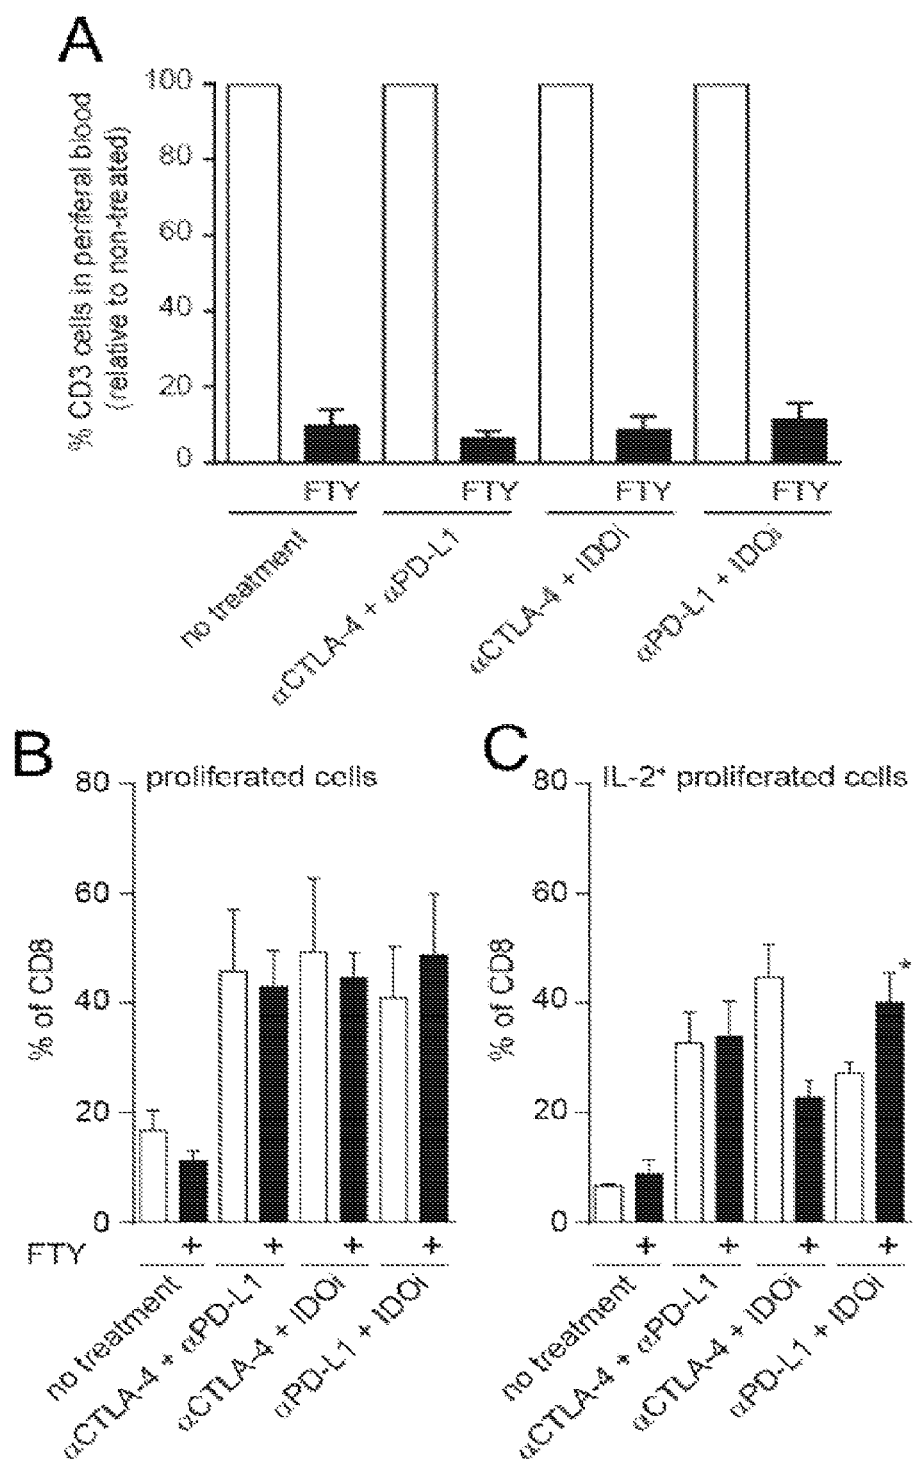 A
% CD3 cells in periferal blood
(relative to non-treated)
100
80
60
40
20
0
FTY FTY FTY FTY
no treatment
αCTLA-4 + αPD-L1
αCTLA-4 + IDOi
αPD-L1 + IDOi
B
proliferated cells
% of CD8
80
60
40
20
0
FTY + + + +
no treatment
αCTLA-4 + αPD-L1
αCTLA-4 + IDOi
αPD-L1 + IDOi
C
IL-2+ proliferated cells
% of CD8
80
60
40
20
0
*
+ + + +
no treatment
αCTLA-4 + αPD-L1
αCTLA-4 + IDOi
αPD-L1 + IDOi